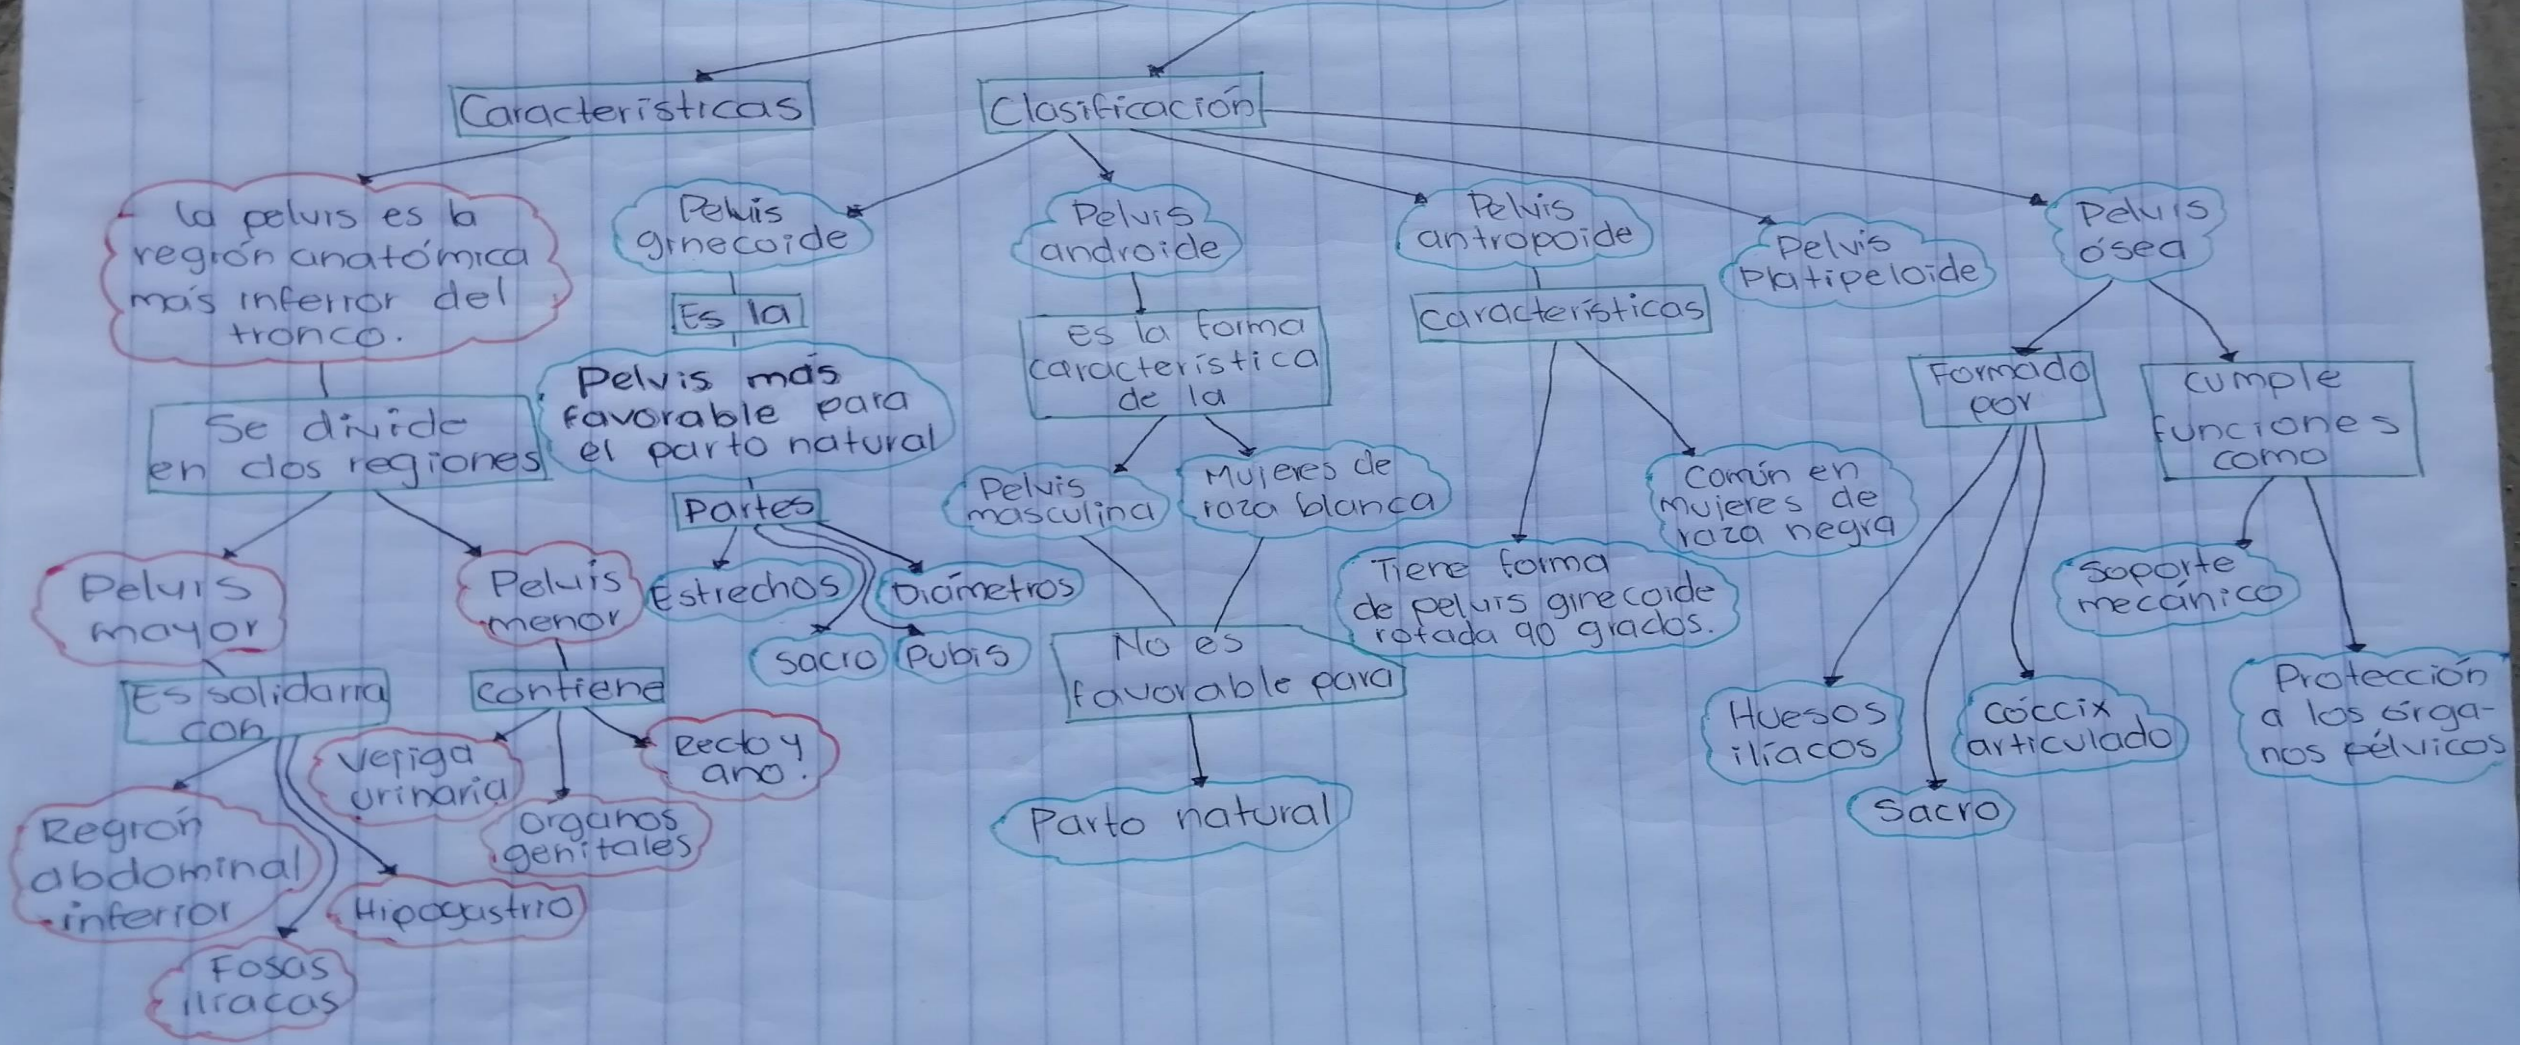 Características
Clasificación
la pelvis es la
región anatómica
más inferior del
tronco.
Se divide
en dos regiones
Pelvis
mayor
Es solidaria
con
Región
abdominal
inferior
Fosas
iliacas
Hipogastrio
Pelvis
menor
contiene
Vejiga
urinaria
organos
genitales
Recto y
ano.
Pelvis
ginecoide
Es la
Pelvis más
favorable para
el parto natural
Partes
Estrechos
Sacro
Pubis
Diámetros
Pelvis
androide
es la forma
característica
de la
Pelvis
masculina
Mujeres de
raza blanca
No es
favorable para
Parto natural
Pelvis
antropoide
características
Tiene forma
de pelvis ginecoide
rotada 90 grados.
Común en
mujeres de
raza negra
Pelvis
Platipeloide
Pelvis
ósea
Formado
por
Huesos
ilíacos
Sacro
cóccix
articulado
cumple
funciones
como
Soporte
mecánico
Protección
a los órga-
nos pélvicos